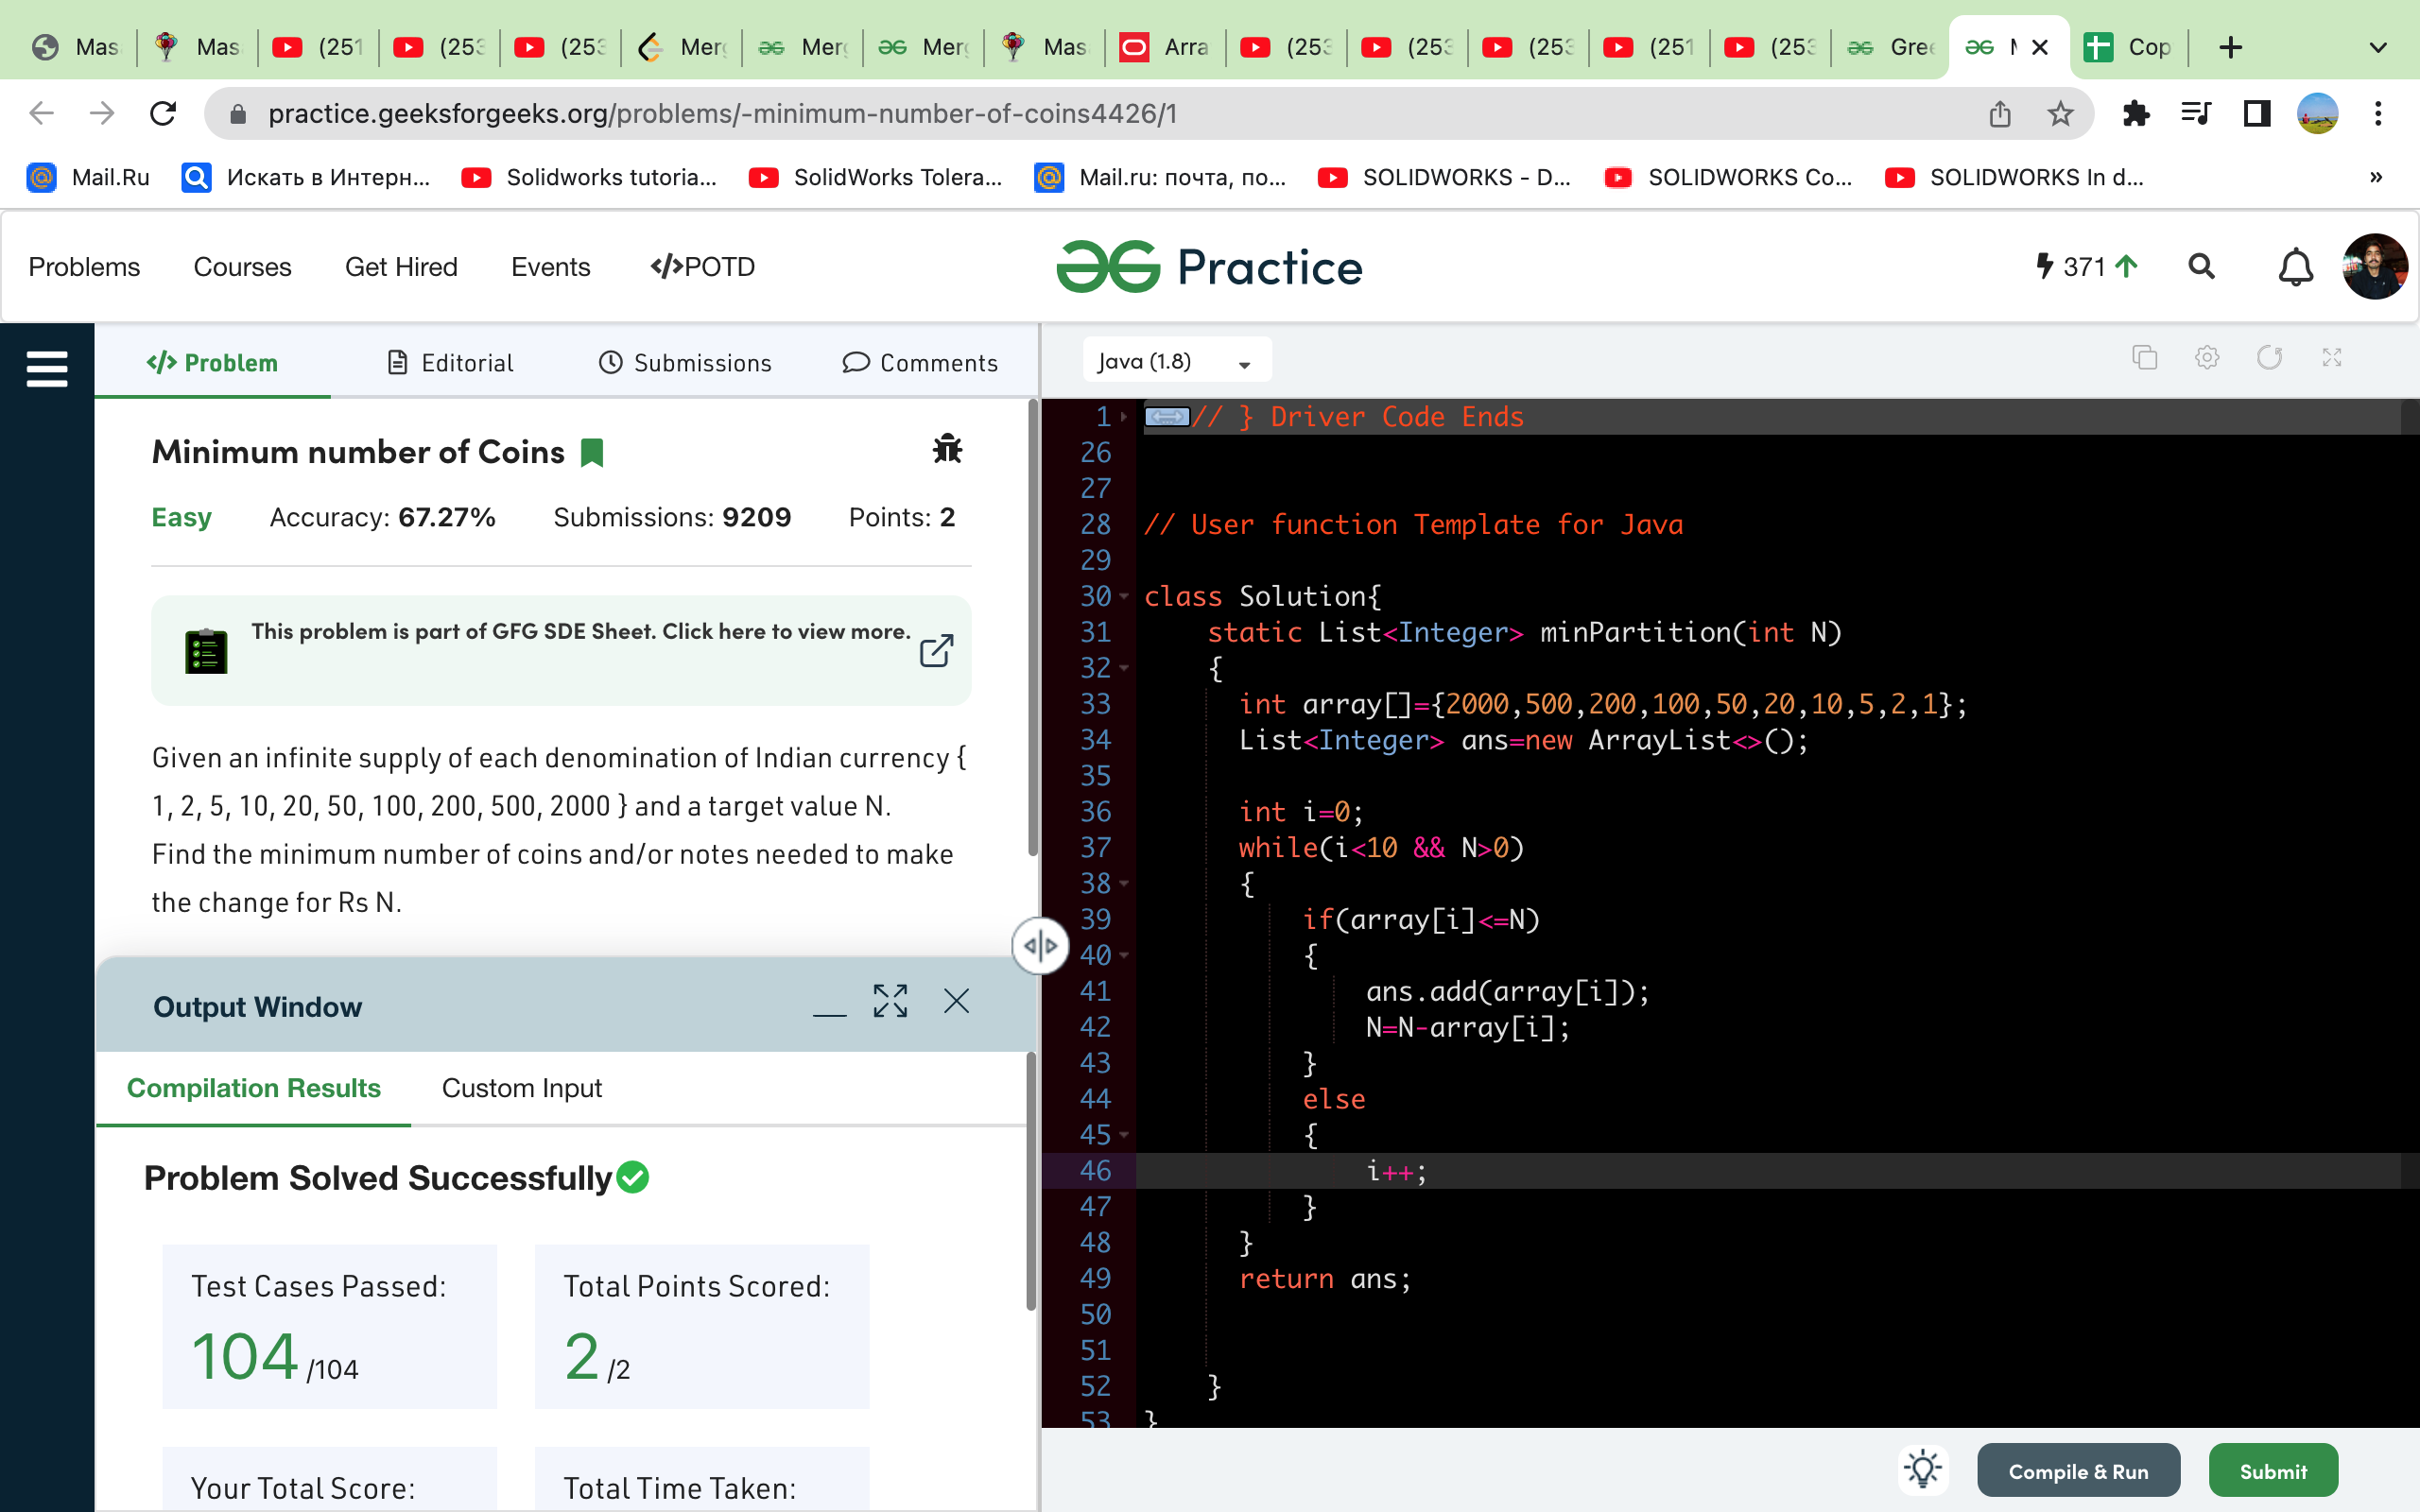 Mas
Mas
(251
(253
(253
Merg
Merg
Merg
Mas
Arra
(253
(253
(253
(251
(253
Gree
Cop
practice.geeksforgeeks.org/problems/-minimum-number-of-coins4426/1
Mail.Ru
Искать в Интерн...
Solidworks tutoria...
SolidWorks Tolera...
Mail.ru: почта, по...
SOLIDWORKS - D...
SOLIDWORKS Co...
SOLIDWORKS In d...
»
Problems Courses Get Hired Events </>POTD
Practice
371
</> Problem Editorial Submissions Comments
Minimum number of Coins
Easy Accuracy: 67.27% Submissions: 9209 Points: 2
This problem is part of GFG SDE Sheet. Click here to view more.
Given an infinite supply of each denomination of Indian currency {
1, 2, 5, 10, 20, 50, 100, 200, 500, 2000 } and a target value N.
Find the minimum number of coins and/or notes needed to make
the change for Rs N.
Output Window
Compilation Results Custom Input
Problem Solved Successfully
Test Cases Passed:
104 /104
Total Points Scored:
2 /2
Your Total Score:
Total Time Taken:
Java (1.8)
1 // } Driver Code Ends
26
27
28 // User function Template for Java
29
30 class Solution{
31 static List<Integer> minPartition(int N)
32 {
33 int array[]={2000,500,200,100,50,20,10,5,2,1};
34 List<Integer> ans=new ArrayList<>();
35
36 int i=0;
37 while(i<10 && N>0)
38 {
39 if(array[i]<=N)
40 {
41 ans.add(array[i]);
42 N=N-array[i];
43 }
44 else
45 {
46 i++;
47 }
48 }
49 return ans;
50
51
52 }
53 }
Compile & Run
Submit